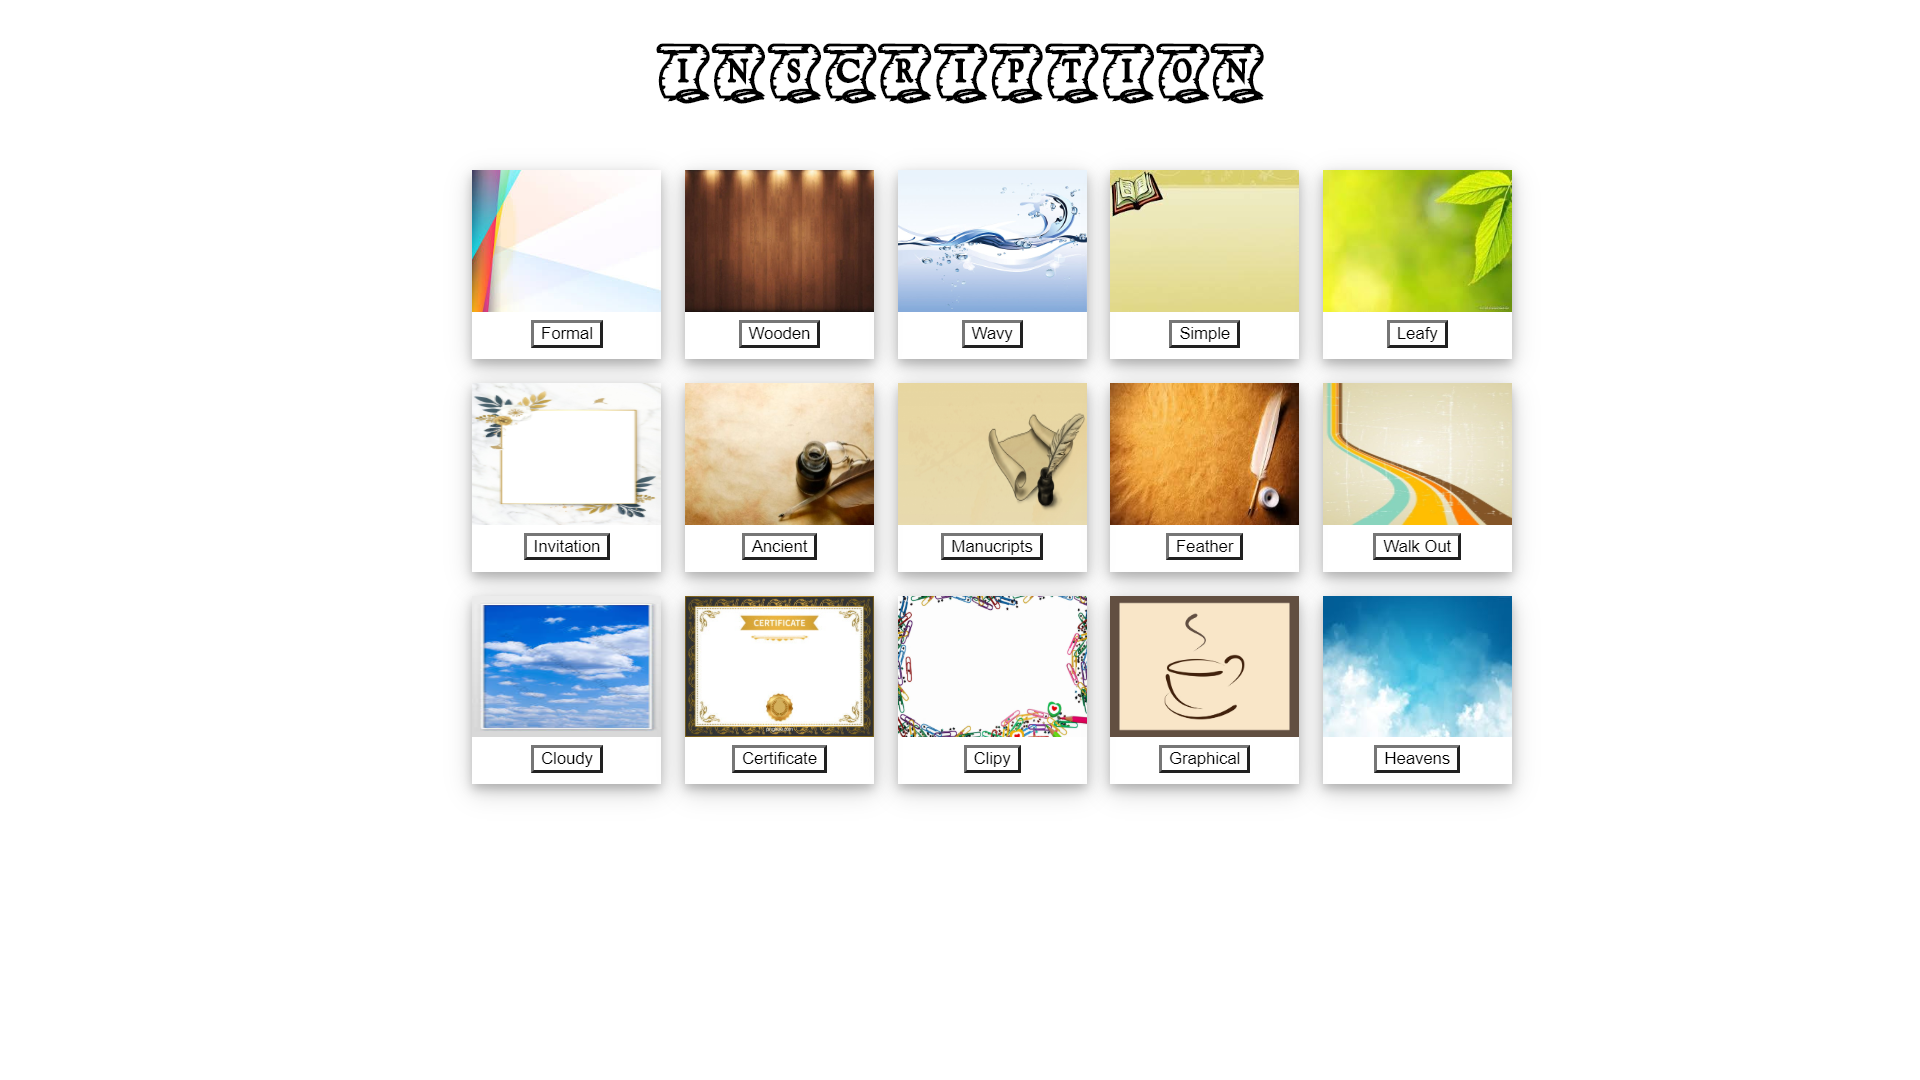 INSCRIPTION
Formal
Wooden
Wavy
Simple
Leafy
Invitation
Ancient
Manucripts
Feather
Walk Out
CERTIFICATE
Cloudy
Certificate
Clipy
Graphical
Heavens